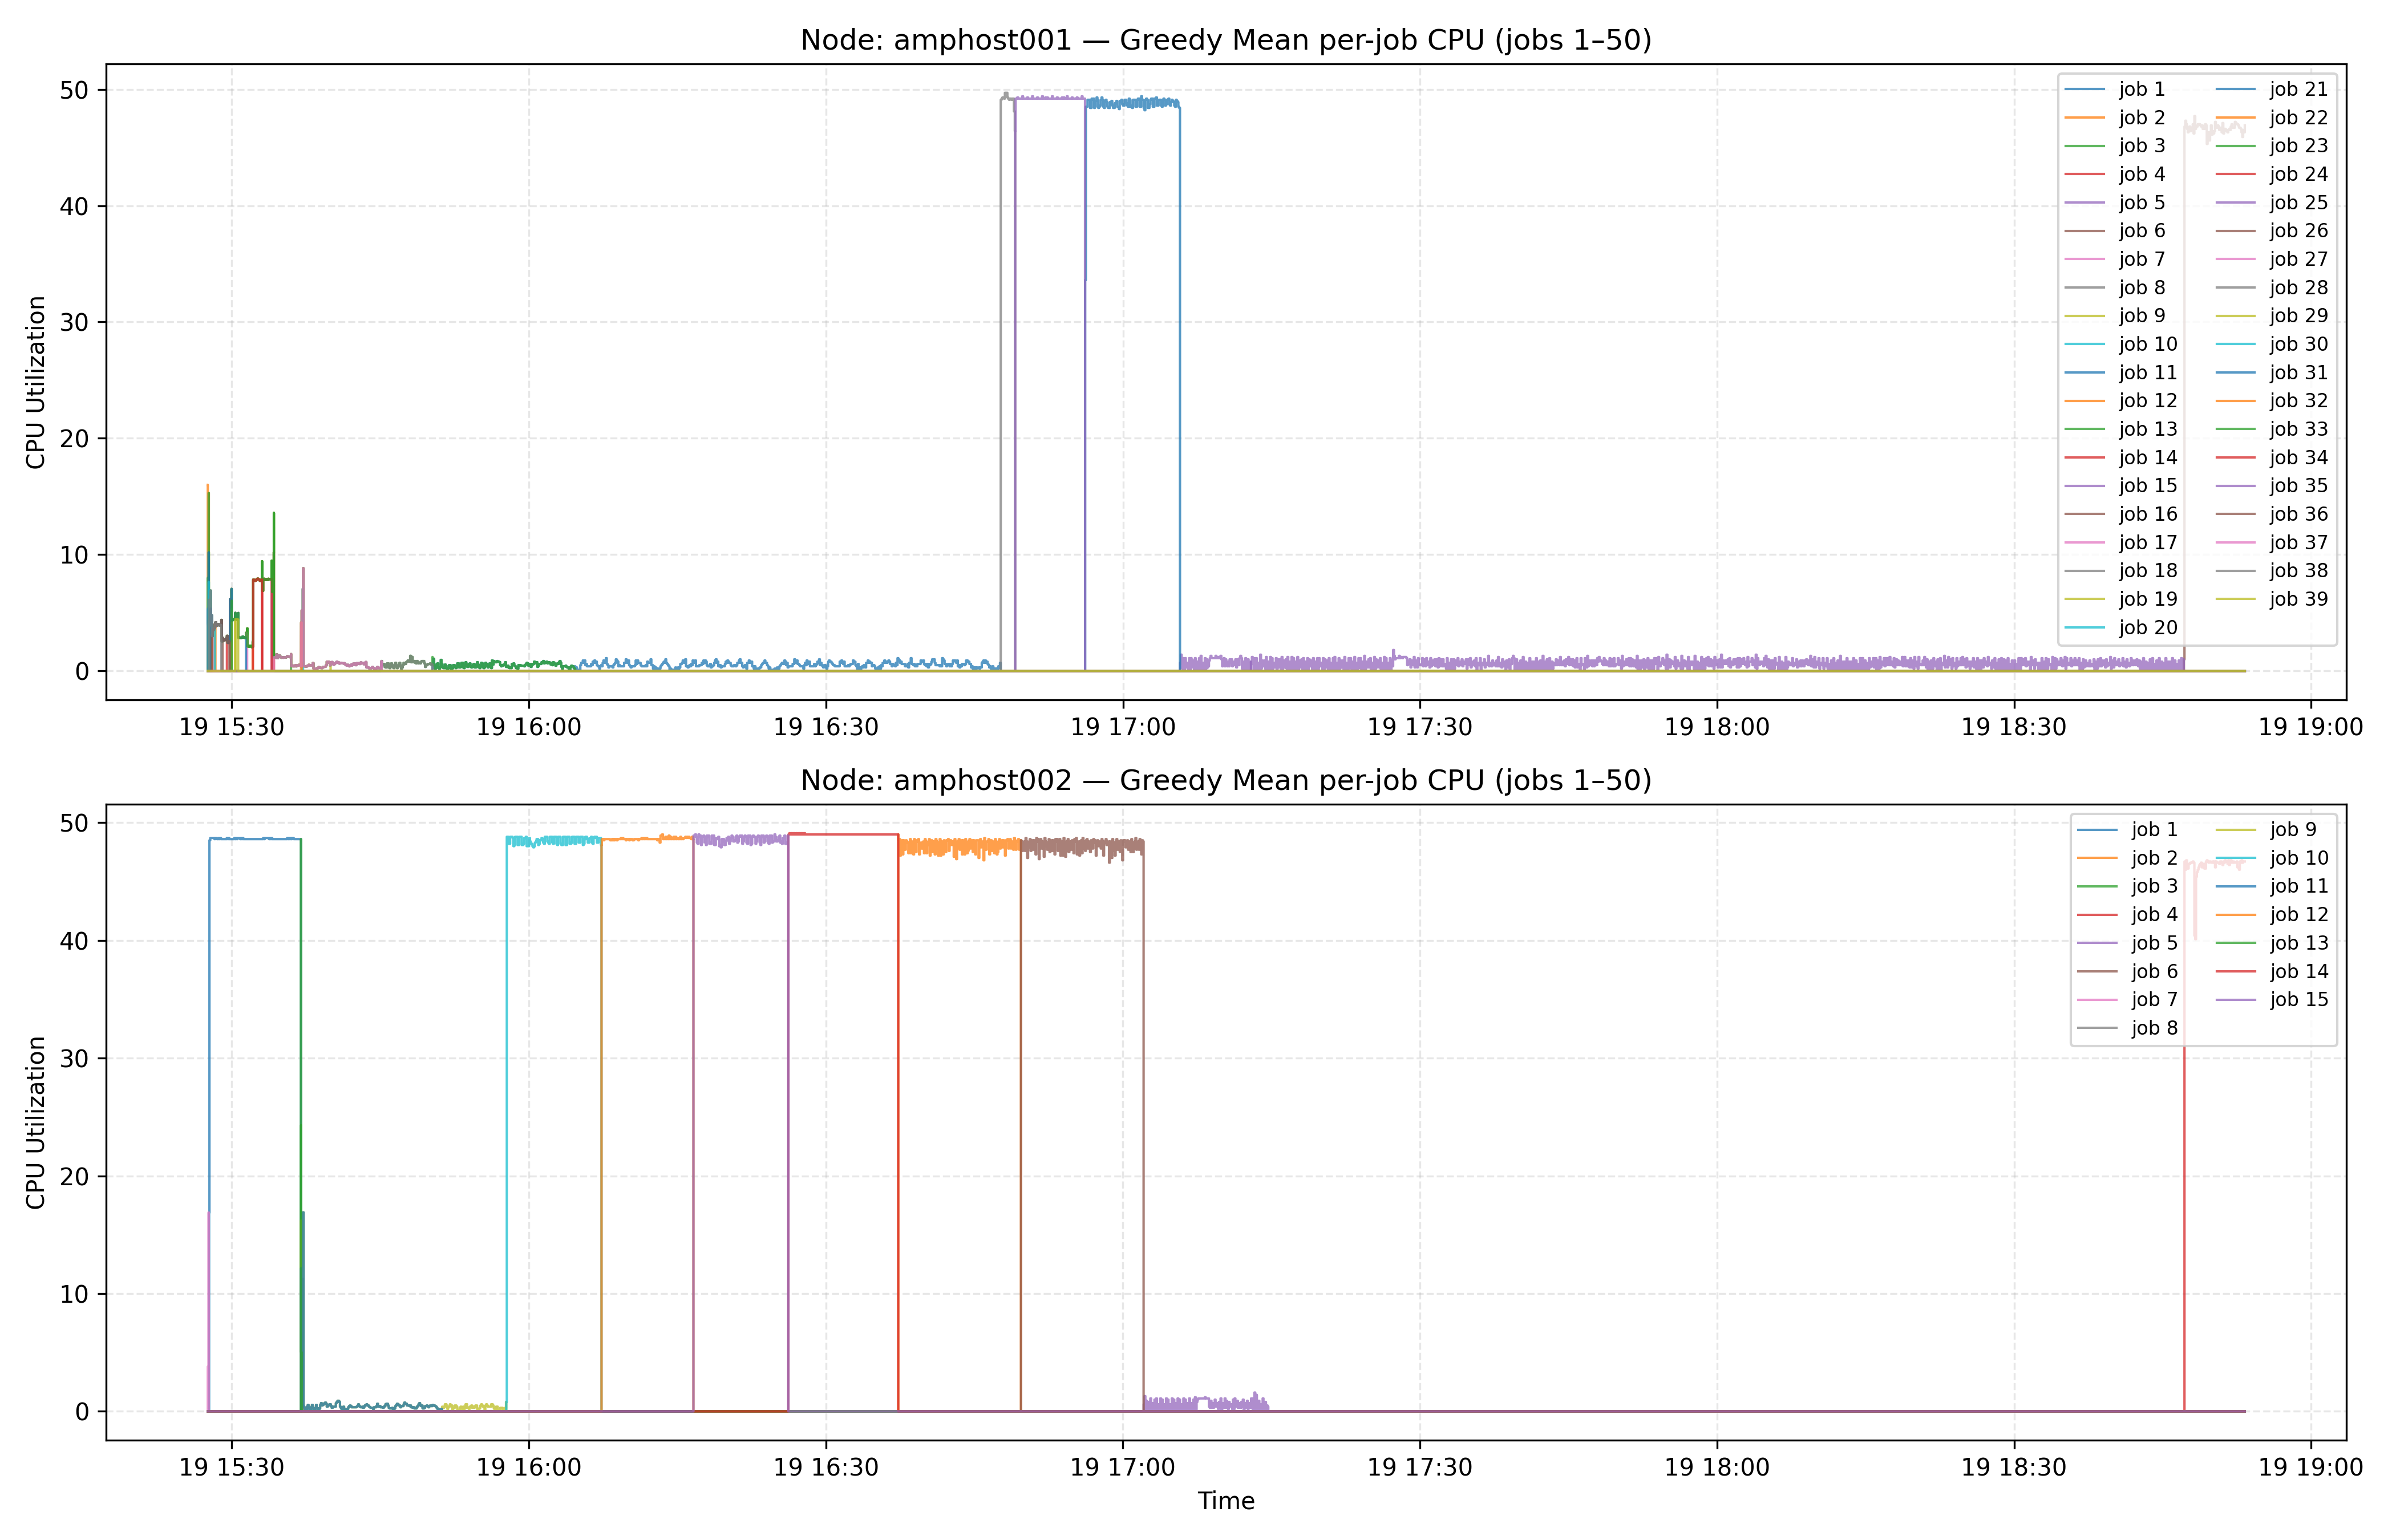 Node: amphost001 — Greedy Mean per-job CPU (jobs 1–50)
CPU Utilization
50
40
30
20
10
0
job 1
job 2
job 3
job 4
job 5
job 6
job 7
job 8
job 9
job 10
job 11
job 12
job 13
job 14
job 15
job 16
job 17
job 18
job 19
job 20
job 21
job 22
job 23
job 24
job 25
job 26
job 27
job 28
job 29
job 30
job 31
job 32
job 33
job 34
job 35
job 36
job 37
job 38
job 39
19 15:30 19 16:00 19 16:30 19 17:00 19 17:30 19 18:00 19 18:30 19 19:00
Node: amphost002 — Greedy Mean per-job CPU (jobs 1–50)
CPU Utilization
50
40
30
20
10
0
job 1
job 2
job 3
job 4
job 5
job 6
job 7
job 8
job 9
job 10
job 11
job 12
job 13
job 14
job 15
19 15:30 19 16:00 19 16:30 19 17:00 19 17:30 19 18:00 19 18:30 19 19:00
Time